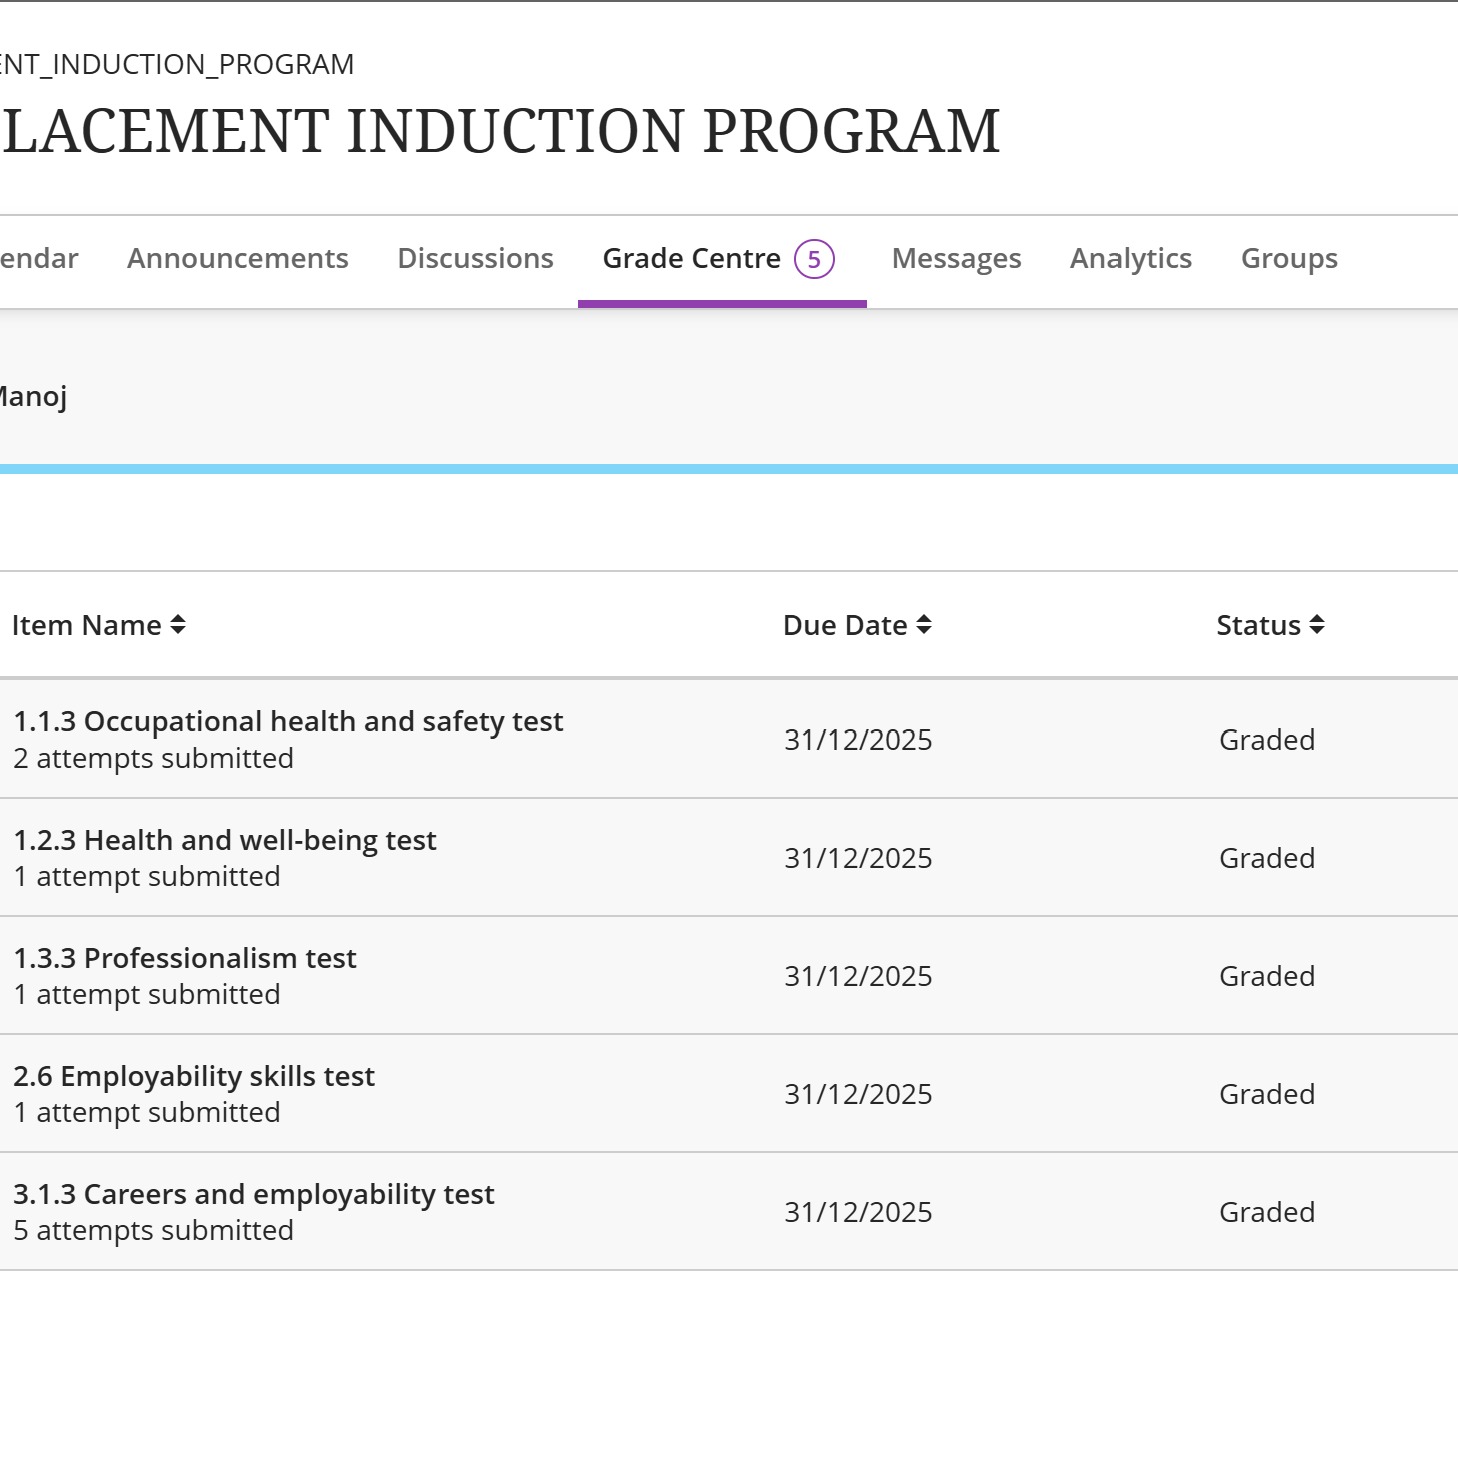 ENT_INDUCTION_PROGRAM
LACEMENT INDUCTION PROGRAM
endar Announcements Discussions Grade Centre 5 Messages Analytics Groups
Manoj
Item Name Due Date Status
1.1.3 Occupational health and safety test
2 attempts submitted
31/12/2025 Graded
1.2.3 Health and well-being test
1 attempt submitted
31/12/2025 Graded
1.3.3 Professionalism test
1 attempt submitted
31/12/2025 Graded
2.6 Employability skills test
1 attempt submitted
31/12/2025 Graded
3.1.3 Careers and employability test
5 attempts submitted
31/12/2025 Graded